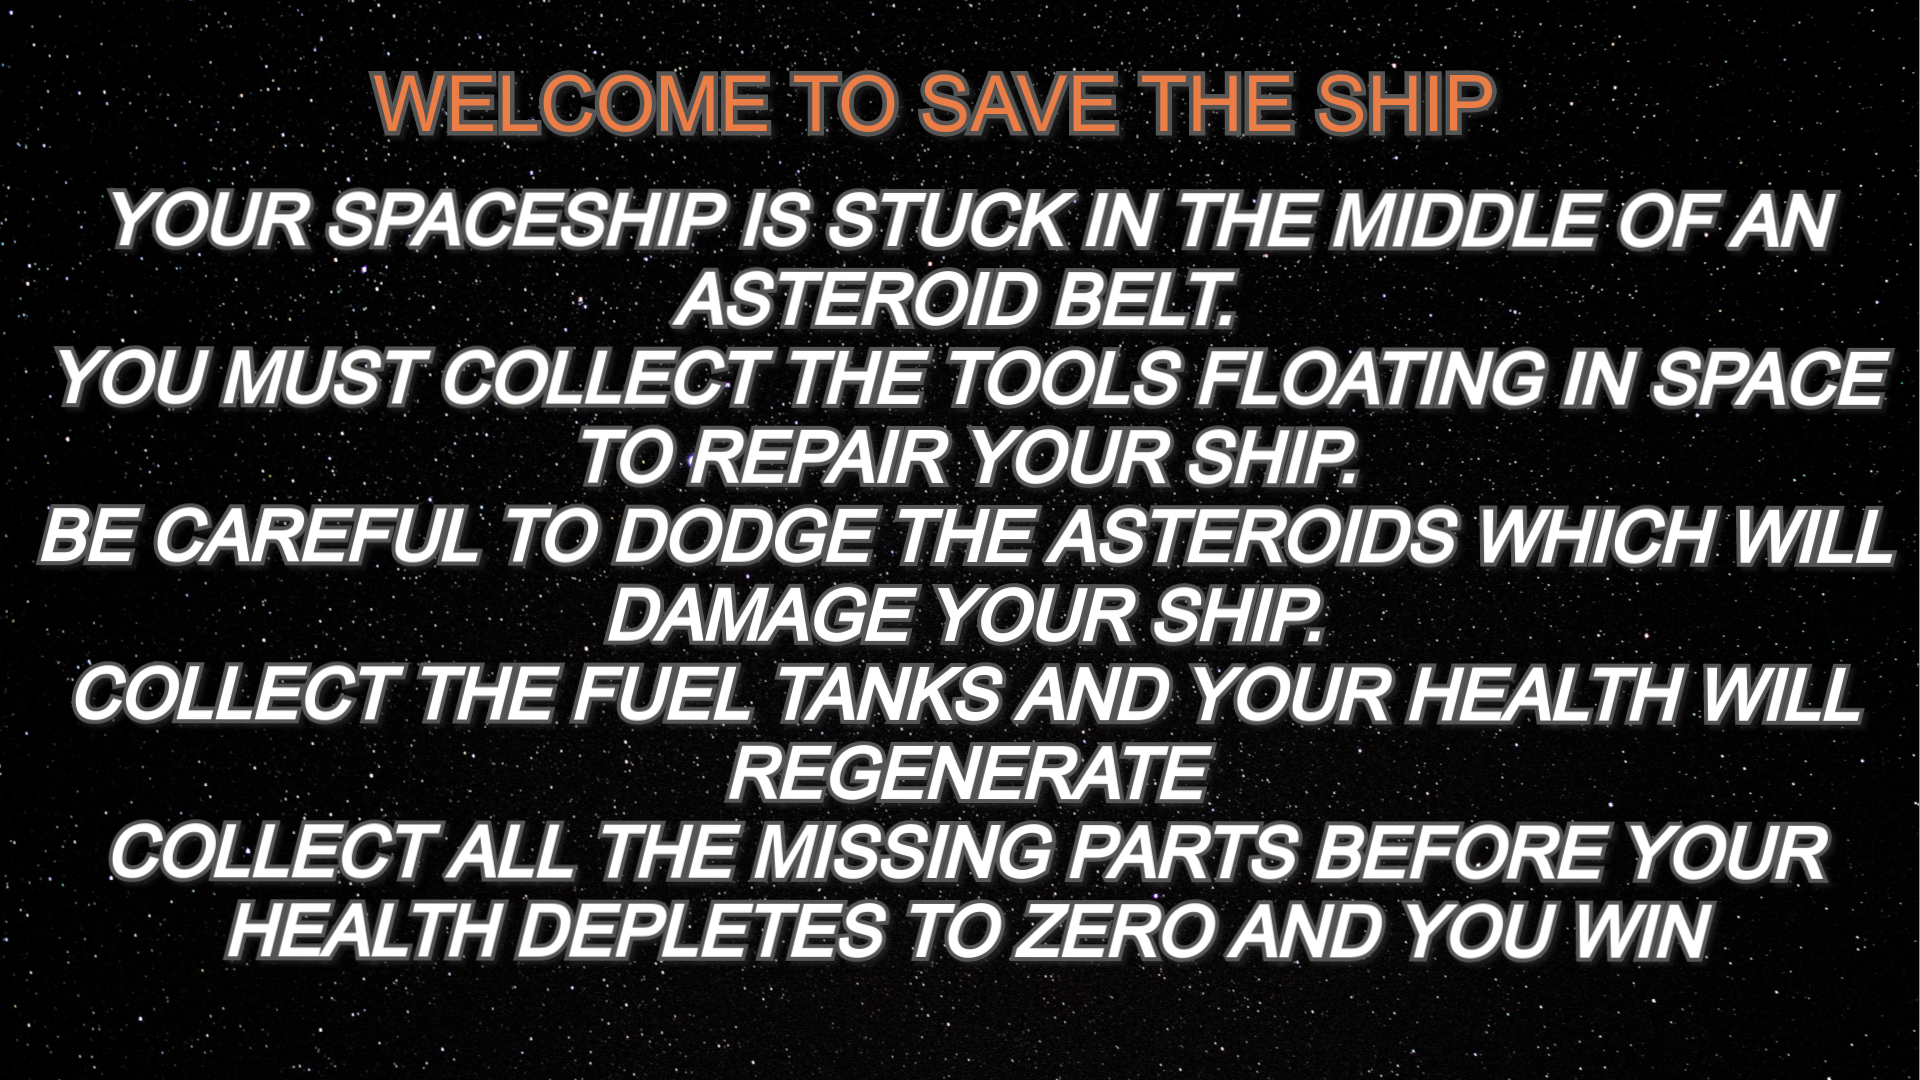 WELCOME TO SAVE THE SHIP
YOUR SPACESHIP IS STUCK IN THE MIDDLE OF AN
ASTEROID BELT.
YOU MUST COLLECT THE TOOLS FLOATING IN SPACE
TO REPAIR YOUR SHIP.
BE CAREFUL TO DODGE THE ASTEROIDS WHICH WILL
DAMAGE YOUR SHIP.
COLLECT THE FUEL TANKS AND YOUR HEALTH WILL
REGENERATE
COLLECT ALL THE MISSING PARTS BEFORE YOUR
HEALTH DEPLETES TO ZERO AND YOU WIN